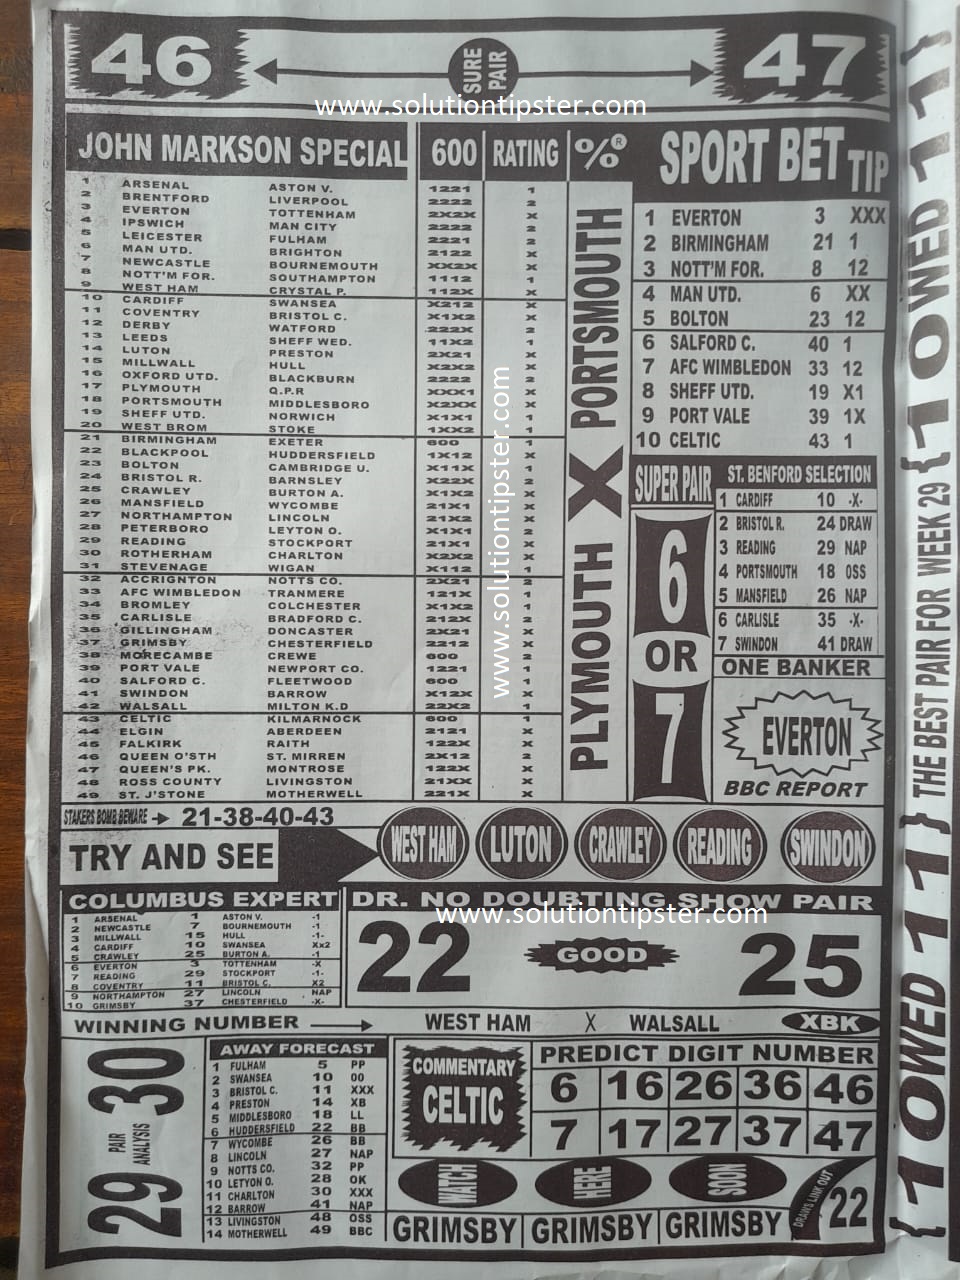 46 SURE PAIR 47
www.solutiontipster.com
JOHN MARKSON SPECIAL 600 RATING %®
1 ARSENAL ASTON V. 1221 1
2 BRENTFORD LIVERPOOL 2222 2
3 EVERTON TOTTENHAM 2X2X X
4 IPSWICH MAN CITY 2222 2
5 LEICESTER FULHAM 2221 2
6 MAN UTD. BRIGHTON 2122 X
7 NEWCASTLE BOURNEMOUTH XX2X X
8 NOTT'M FOR. SOUTHAMPTON 1112 1
9 WEST HAM CRYSTAL P. 112X X
10 CARDIFF SWANSEA X212 X
11 COVENTRY BRISTOL C. X1X2 X
12 DERBY WATFORD 222X 2
13 LEEDS SHEFF WED. 11X2 1
14 LUTON PRESTON 2X21 X
15 MILLWALL HULL X2X2 X
16 OXFORD UTD. BLACKBURN 2222 2
17 PLYMOUTH Q.P.R XXX1 X
18 PORTSMOUTH MIDDLESBORO X2XX X
19 SHEFF UTD. NORWICH X1X1 1
20 WEST BROM STOKE 1XX2 1
21 BIRMINGHAM EXETER 600 1
22 BLACKPOOL HUDDERSFIELD 1X12 X
23 BOLTON CAMBRIDGE U. X11X 1
24 BRISTOL R. BARNSLEY X22X 2
25 CRAWLEY BURTON A. X1X2 X
26 MANSFIELD WYCOMBE 21X1 X
27 NORTHAMPTON LINCOLN 21X2 X
28 PETERBORO LEYTON O. X1X1 2
29 READING STOCKPORT 21X1 X
30 ROTHERHAM CHARLTON X2X2 X
31 STEVENAGE WIGAN X112 1
32 ACCRIGNTON NOTTS CO. 2X21 2
33 AFC WIMBLEDON TRANMERE 121X 1
34 BROMLEY COLCHESTER X1X2 X
35 CARLISLE BRADFORD C. 212X X
36 GILLINGHAM DONCASTER 2X21 X
37 GRIMSBY CHESTERFIELD 2212 X
38 MORECAMBE CREWE 600 2
39 PORT VALE NEWPORT CO. 1221 1
40 SALFORD C. FLEETWOOD 600 1
41 SWINDON BARROW X12X X
42 WALSALL MILTON K.D 22X2 1
43 CELTIC KILMARNOCK 600 1
44 ELGIN ABERDEEN 2121 X
45 FALKIRK RAITH 122X X
46 QUEEN O'STH ST. MIRREN 2X12 2
47 QUEEN'S PK. MONTROSE 122X X
48 ROSS COUNTY LIVINGSTON 21XX X
49 ST. J'STONE MOTHERWELL 221X X
PLYMOUTH X PORTSMOUTH
www.solutiontipster.com
SPORT BET TIP
1 EVERTON 3 XXX
2 BIRMINGHAM 21 1
3 NOTT'M FOR. 8 12
4 MAN UTD. 6 XX
5 BOLTON 23 12
6 SALFORD C. 40 1
7 AFC WIMBLEDON 33 12
8 SHEFF UTD. 19 X1
9 PORT VALE 39 1X
10 CELTIC 43 1
SUPER PAIR
6
OR
7
ST. BENFORD SELECTION
1 CARDIFF 10 -X-
2 BRISTOL R. 24 DRAW
3 READING 29 NAP
4 PORTSMOUTH 18 OSS
5 MANSFIELD 26 NAP
6 CARLISLE 35 -X-
7 SWINDON 41 DRAW
ONE BANKER
EVERTON
BBC REPORT
STAKERS BOMB BEWARE 21-38-40-43
TRY AND SEE WEST HAM LUTON CRAWLEY READING SWINDON
COLUMBUS EXPERT
1 ARSENAL 1 ASTON V. -1
2 NEWCASTLE 7 BOURNEMOUTH -1
3 MILLWALL 15 HULL -1-
4 CARDIFF 10 SWANSEA Xx2
5 CRAWLEY 25 BURTON A. -1
6 EVERTON 3 TOTTENHAM -X
7 READING 29 STOCKPORT -1-
8 COVENTRY 11 BRISTOL C. X2
9 NORTHAMPTON 27 LINCOLN NAP
10 GRIMSBY 37 CHESTERFIELD -X-
DR. NO DOUBTING SHOW PAIR
www.solutiontipster.com
22 GOOD 25
WINNING NUMBER WEST HAM X WALSALL XBK
29 PAIR ANALYSIS 30
AWAY FORECAST
1 FULHAM 5 PP
2 SWANSEA 10 00
3 BRISTOL C. 11 XXX
4 PRESTON 14 XB
5 MIDDLESBORO 18 LL
6 HUDDERSFIELD 22 BB
7 WYCOMBE 26 BB
8 LINCOLN 27 NAP
9 NOTTS CO. 32 PP
10 LETYON O. 28 OK
11 CHARLTON 30 XXX
12 BARROW 41 NAP
13 LIVINGSTON 48 OSS
14 MOTHERWELL 49 BBC
COMMENTARY
CELTIC
PREDICT DIGIT NUMBER
6 16 26 36 46
7 17 27 37 47
WATCH HERE SOON
GRIMSBY GRIMSBY GRIMSBY
DRAWS LINK OUT 22
{1 OWED 11} THE BEST PAIR FOR WEEK 29 {1 OWED 11}